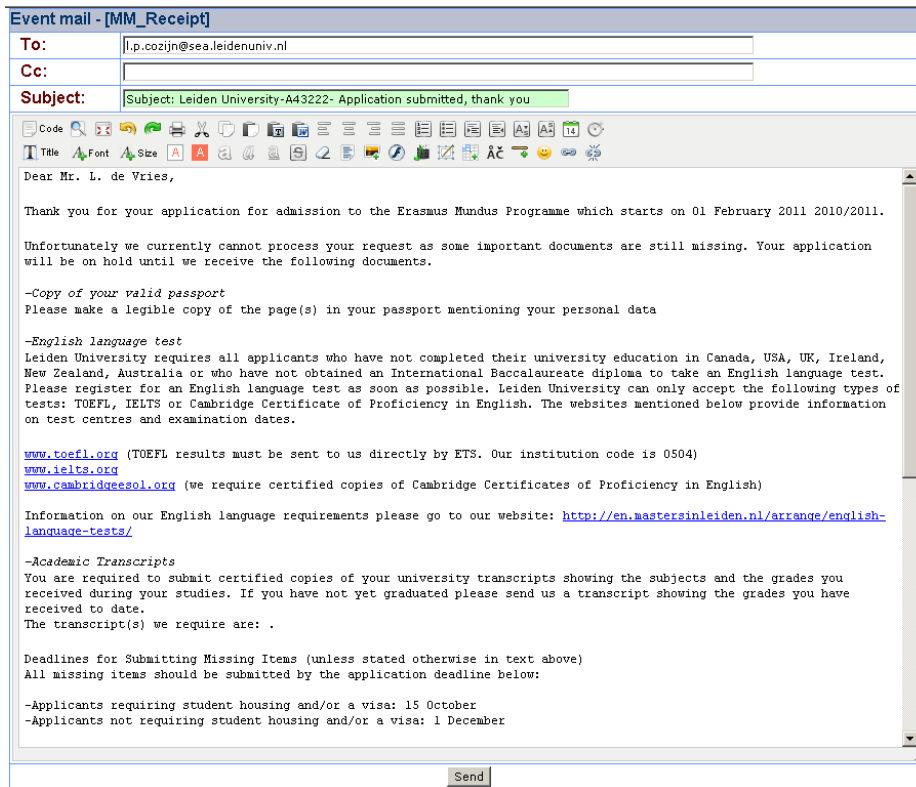 Event mail - [MM_Receipt]
To: l.p.cozijn@sea.leidenuniv.nl
Cc:
Subject: Subject: Leiden University-A43222- Application submitted, thank you
Code
Title Font Size
Dear Mr. L. de Vries,
Thank you for your application for admission to the Erasmus Mundus Programme which starts on 01 February 2011 2010/2011.
Unfortunately we currently cannot process your request as some important documents are still missing. Your application
will be on hold until we receive the following documents.
-Copy of your valid passport
Please make a legible copy of the page(s) in your passport mentioning your personal data
-English language test
Leiden University requires all applicants who have not completed their university education in Canada, USA, UK, Ireland,
New Zealand, Australia or who have not obtained an International Baccalaureate diploma to take an English language test.
Please register for an English language test as soon as possible. Leiden University can only accept the following types of
tests: TOEFL, IELTS or Cambridge Certificate of Proficiency in English. The websites mentioned below provide information
on test centres and examination dates.
www.toefl.org (TOEFL results must be sent to us directly by ETS. Our institution code is 0504)
www.ielts.org
www.cambridgeesol.org (we require certified copies of Cambridge Certificates of Proficiency in English)
Information on our English language requirements please go to our website: http://en.mastersinleiden.nl/arrange/english-
language-tests/
-Academic Transcripts
You are required to submit certified copies of your university transcripts showing the subjects and the grades you
received during your studies. If you have not yet graduated please send us a transcript showing the grades you have
received to date.
The transcript(s) we require are: .
Deadlines for Submitting Missing Items (unless stated otherwise in text above)
All missing items should be submitted by the application deadline below:
-Applicants requiring student housing and/or a visa: 15 October
-Applicants not requiring student housing and/or a visa: 1 December
Send